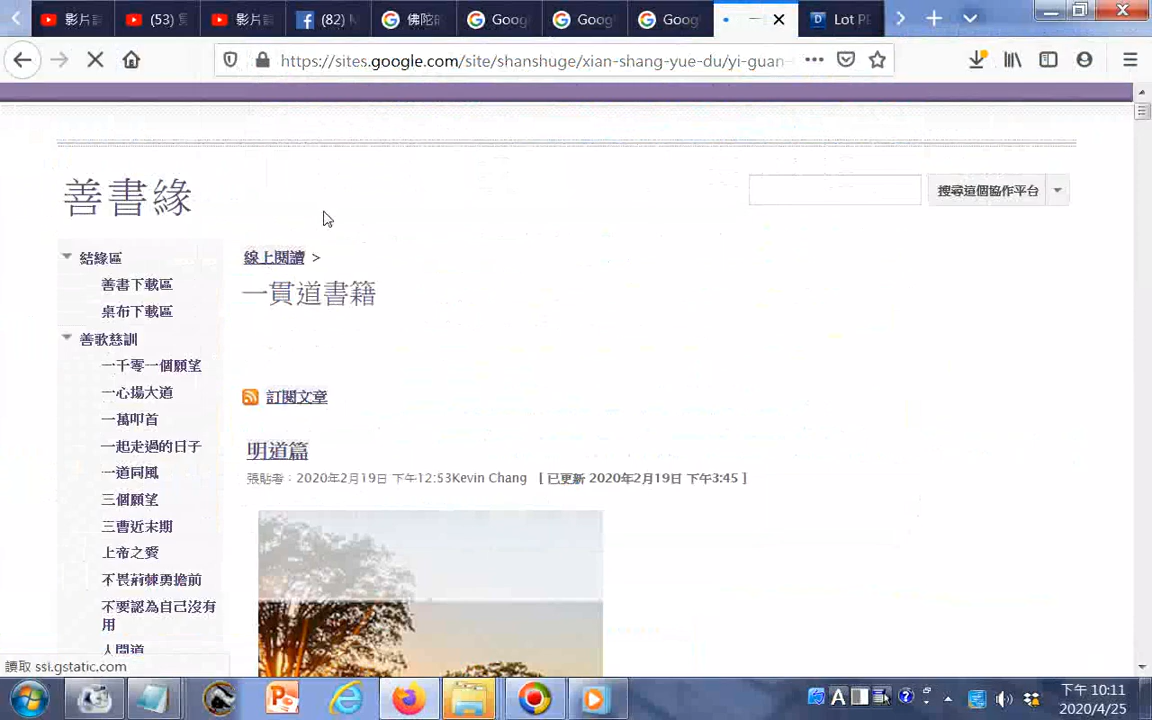 影片
(53)
影片
(82)
佛陀
Goog
Goog
Goog
Lot P
https://sites.google.com/site/shanshuge/xian-shang-yue-du/yi-guan-
善書緣
搜尋這個協作平台
結緣區
善書下載區
桌布下載區
善歌慈訓
一千零一個願望
一心揚大道
一萬叩首
一起走過的日子
一道同風
三個願望
三曹近末期
上帝之愛
不畏荊棘勇擔前
不要認為自己沒有
用
人間道
線上閱讀 >
一貫道書籍
訂閱文章
明道篇
張貼者：2020年2月19日 下午12:53Kevin Chang [ 已更新 2020年2月19日 下午3:45 ]
讀取 ssi.gstatic.com
A
下午 10:11
2020/4/25